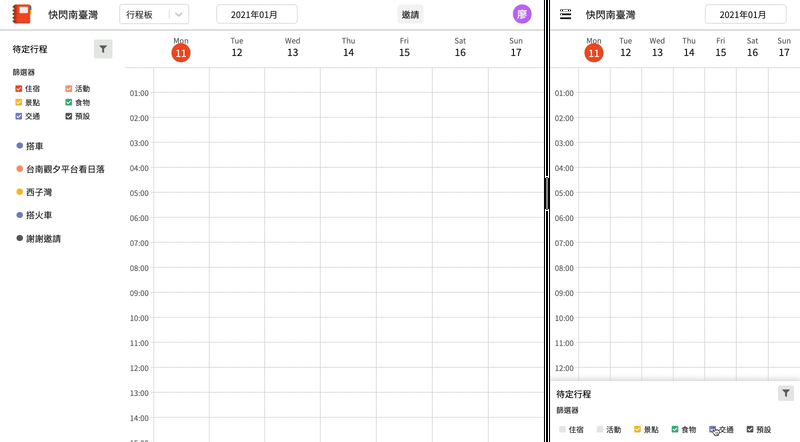 快閃南臺灣 行程板 2021年01月 邀請 廖
待定行程
篩選器
住宿 活動
景點 食物
交通 預設
搭車
台南觀夕平台看日落
西子灣
搭火車
謝謝邀請
Mon Tue Wed Thu Fri Sat Sun
11 12 13 14 15 16 17
01:00
02:00
03:00
04:00
05:00
06:00
07:00
08:00
09:00
10:00
11:00
12:00
13:00
14:00
快閃南臺灣 2021年01月
Mon Tue Wed Thu Fri Sat Sun
11 12 13 14 15 16 17
01:00
02:00
03:00
04:00
05:00
06:00
07:00
08:00
09:00
10:00
11:00
12:00
待定行程
篩選器
住宿 活動 景點 食物 交通 預設